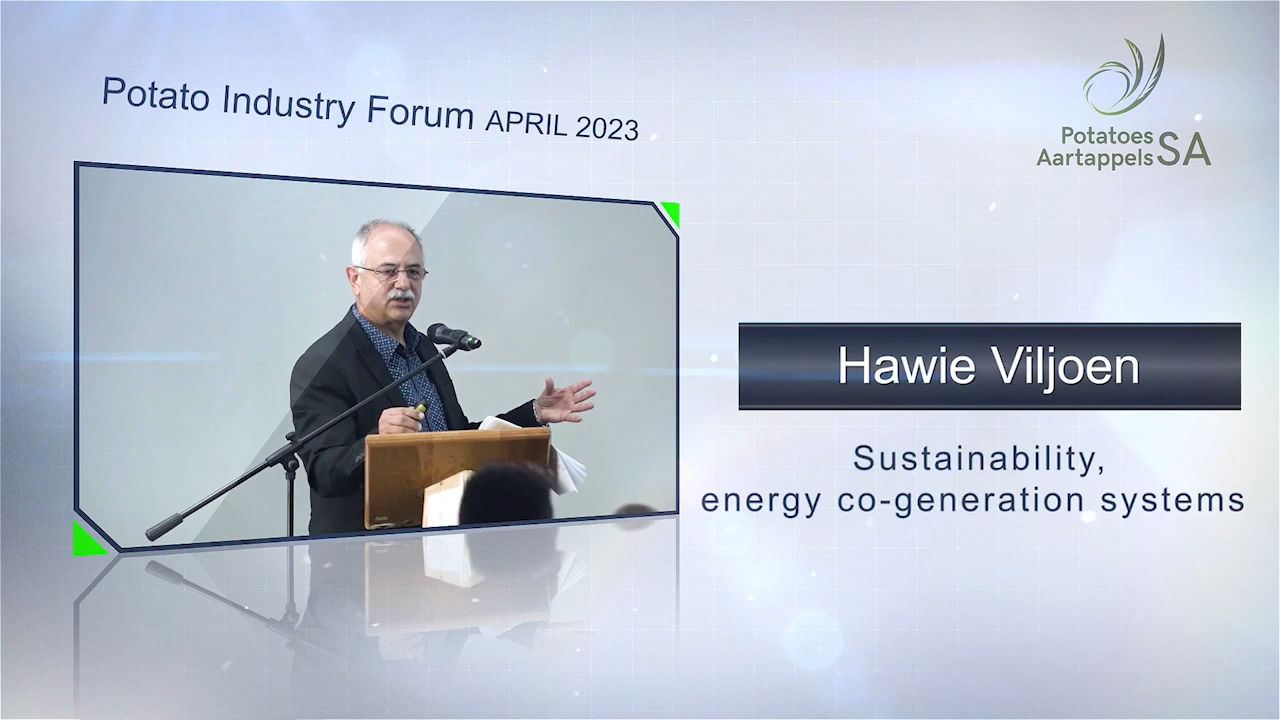 Potato Industry Forum APRIL 2023
Potatoes
Aartappels SA
Hawie Viljoen
Sustainability,
energy co-generation systems